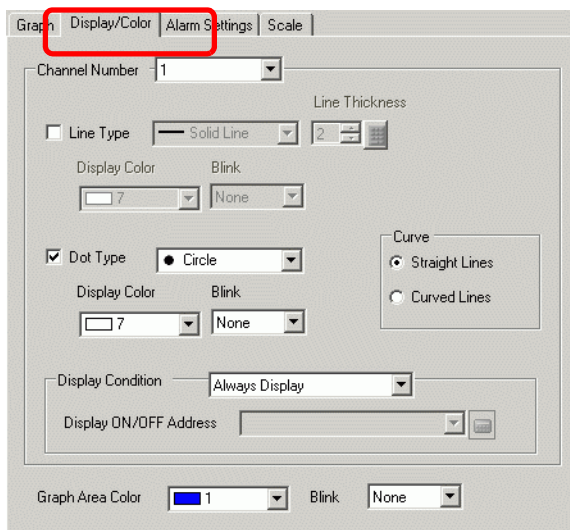 Graph Display/Color Alarm Settings Scale
Channel Number 1
Line Thickness
Line Type Solid Line 2
Display Color Blink
7 None
Curve
Dot Type Circle Straight Lines
Display Color Blink Curved Lines
7 None
Display Condition Always Display
Display ON/OFF Address
Graph Area Color 1 Blink None